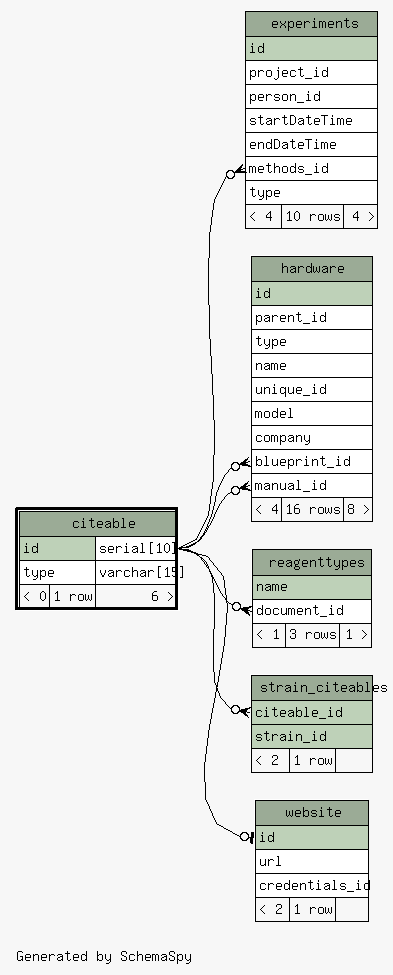 experiments
id
project_id
person_id
startDateTime
endDateTime
methods_id
type
< 4 10 rows 4 >
hardware
id
parent_id
type
name
unique_id
model
company
blueprint_id
manual_id
< 4 16 rows 8 >
citeable
id serial[10]
type varchar[15]
< 0 1 row 6 >
reagenttypes
name
document_id
< 1 3 rows 1 >
strain_citeables
citeable_id
strain_id
< 2 1 row
website
id
url
credentials_id
< 2 1 row
Generated by SchemaSpy